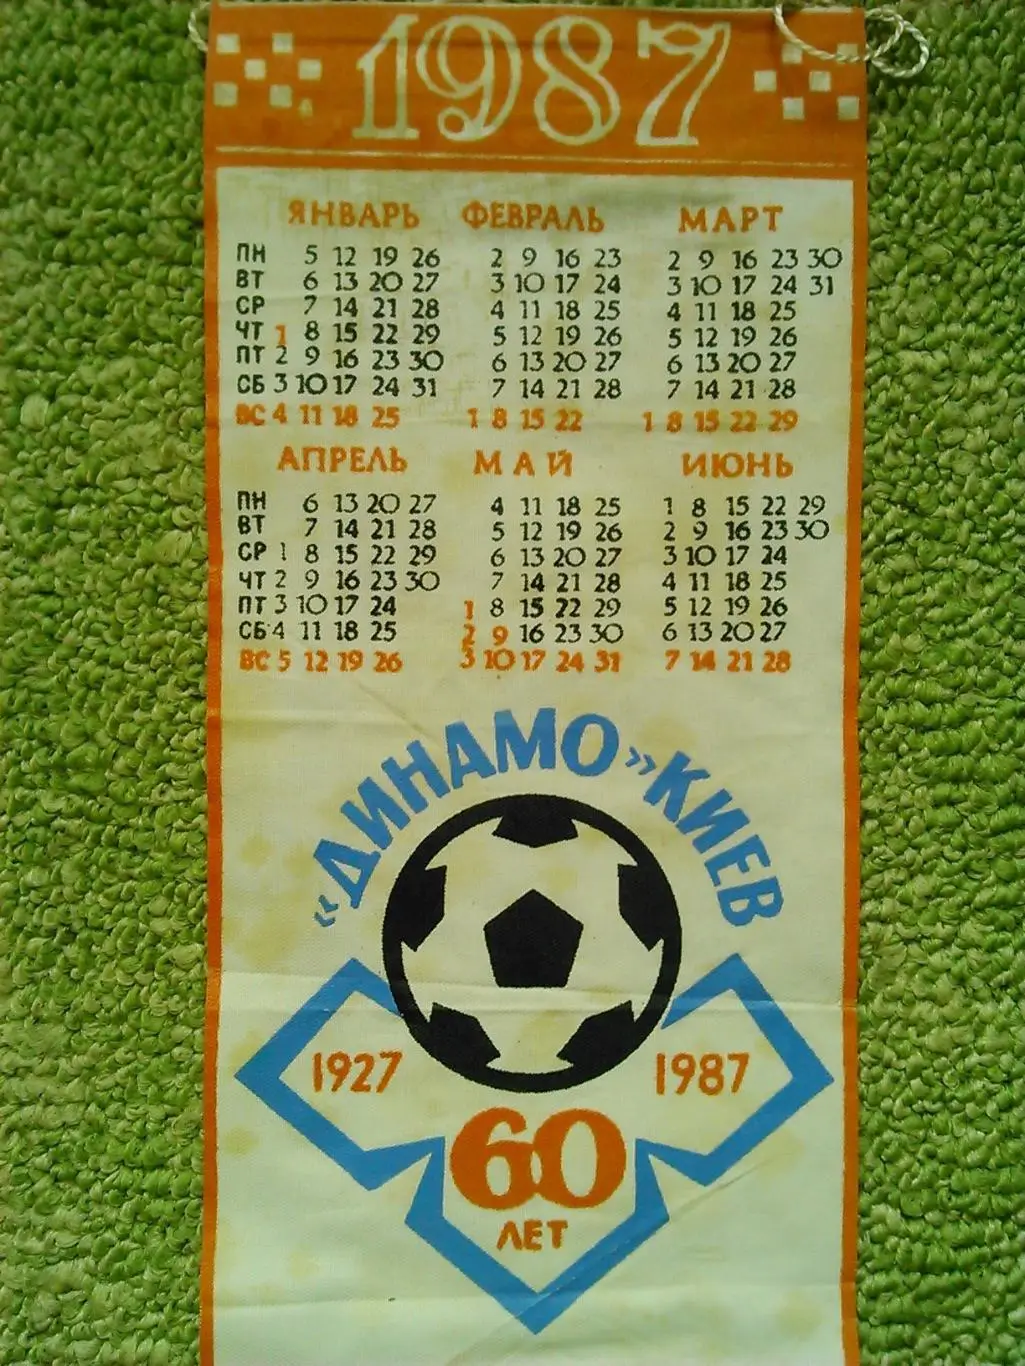 1987
ЯНВАРЬ ФЕВРАЛЬ МАРТ
ПН 5 12 19 26 2 9 16 23 2 9 16 23 30
ВТ 6 13 20 27 3 10 17 24 3 10 17 24 31
СР 7 14 21 28 4 11 18 25 4 11 18 25
ЧТ 1 8 15 22 29 5 12 19 26 5 12 19 26
ПТ 2 9 16 23 30 6 13 20 27 6 13 20 27
СБ 3 10 17 24 31 7 14 21 28 7 14 21 28
ВС 4 11 18 25 1 8 15 22 1 8 15 22 29
АПРЕЛЬ МАЙ ИЮНЬ
ПН 6 13 20 27 4 11 18 25 1 8 15 22 29
ВТ 7 14 21 28 5 12 19 26 2 9 16 23 30
СР 1 8 15 22 29 6 13 20 27 3 10 17 24
ЧТ 2 9 16 23 30 7 14 21 28 4 11 18 25
ПТ 3 10 17 24 1 8 15 22 29 5 12 19 26
СБ 4 11 18 25 2 9 16 23 30 6 13 20 27
ВС 5 12 19 26 3 10 17 24 31 7 14 21 28
«ДИНАМО» КИЕВ
1927 1987
60
ЛЕТ